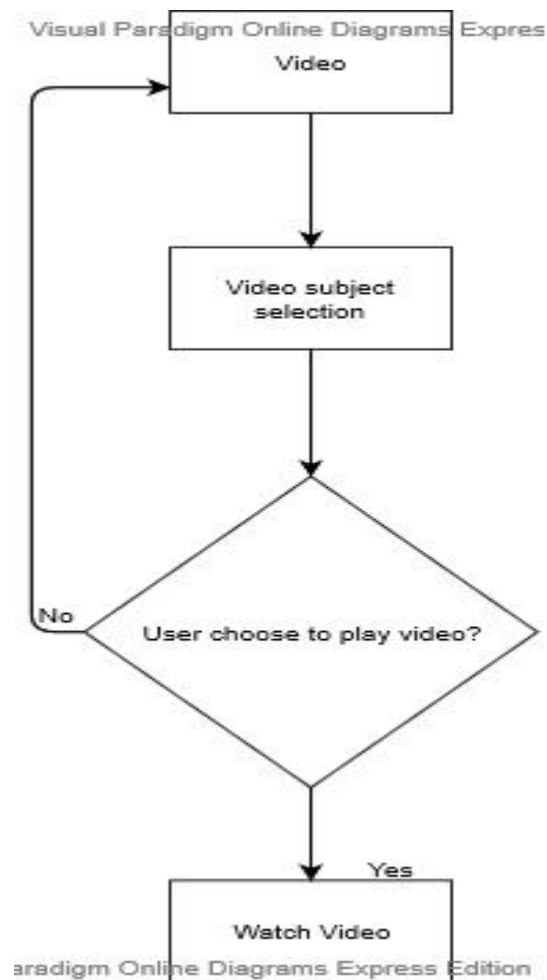 Visual Paradigm Online Diagrams Expres
Video
Video subject
selection
No
User choose to play video?
Yes
Watch Video
aradigm Online Diagrams Express Edition